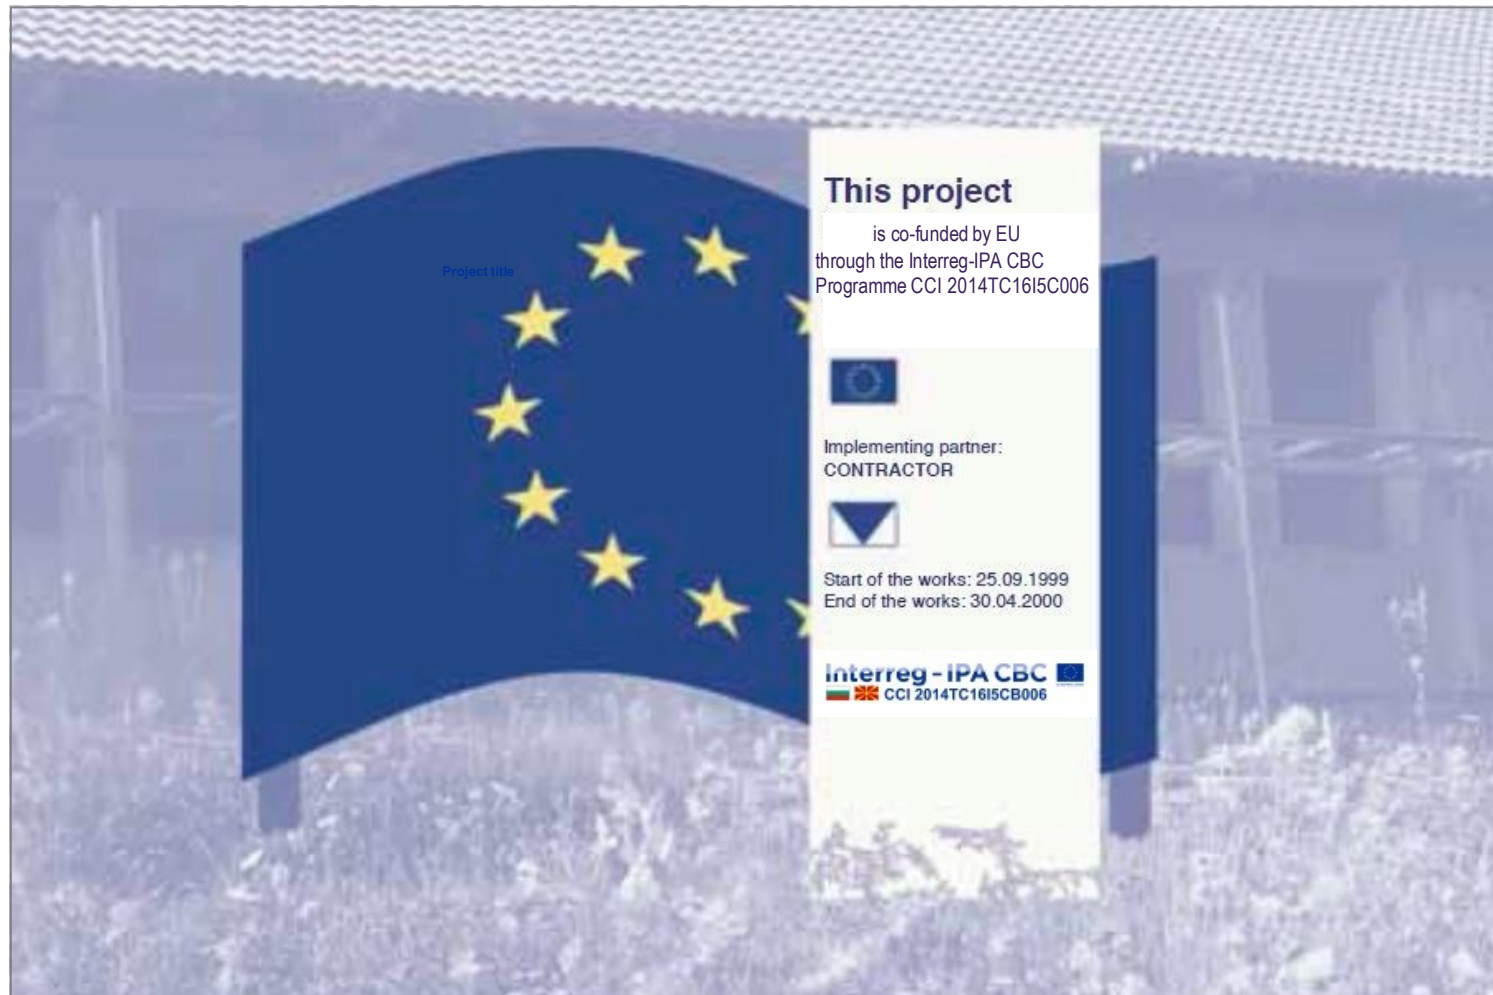 Project title
This project
is co-funded by EU
through the Interreg-IPA CBC
Programme CCI 2014TC16I5C006
Implementing partner:
CONTRACTOR
Start of the works: 25.09.1999
End of the works: 30.04.2000
Interreg - IPA CBC
CCI 2014TC16I5CB006